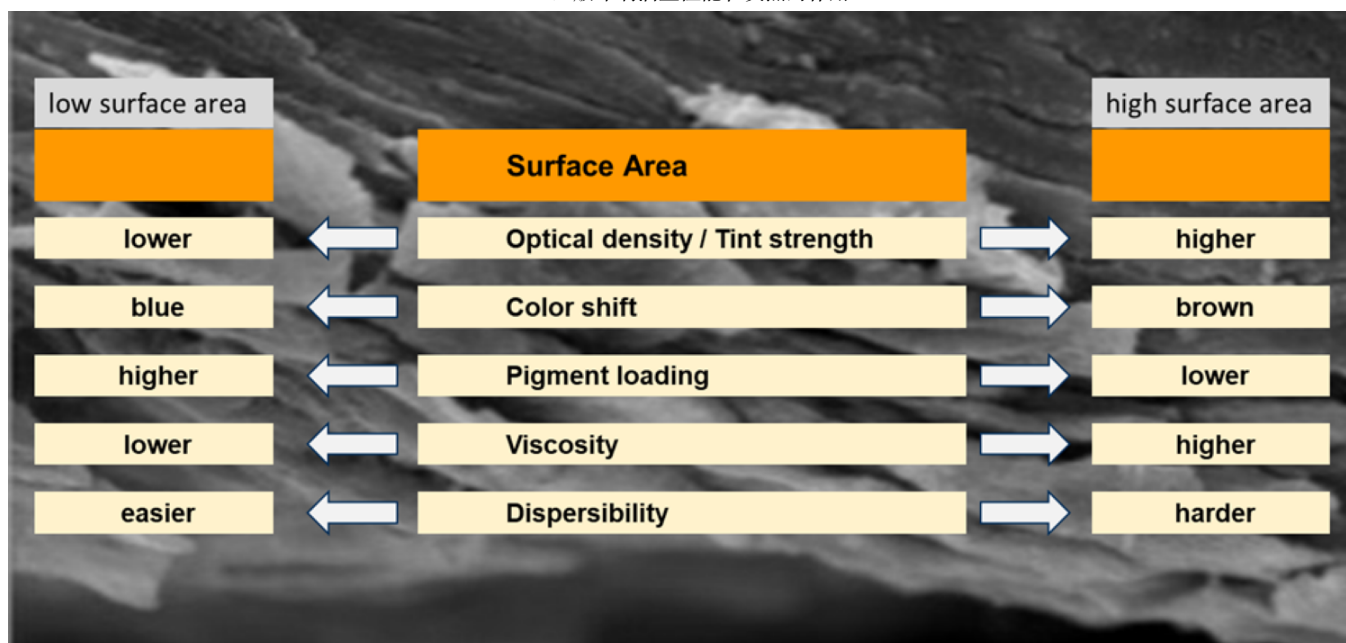 low surface area
high surface area
Surface Area
lower
Optical density / Tint strength
higher
blue
Color shift
brown
higher
Pigment loading
lower
lower
Viscosity
higher
easier
Dispersibility
harder